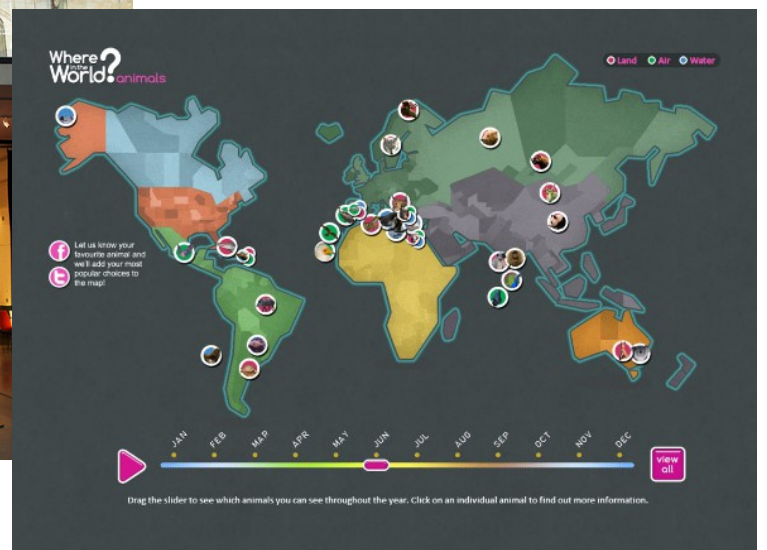 Where
in the
World? animals
Land Air Water
Let us know your
favourite animal and
we'll add your most
popular choices to
the map!
JAN FEB MAR APR MAY JUN JUL AUG SEP OCT NOV DEC
view
all
Drag the slider to see which animals you can see throughout the year. Click on an individual animal to find out more information.